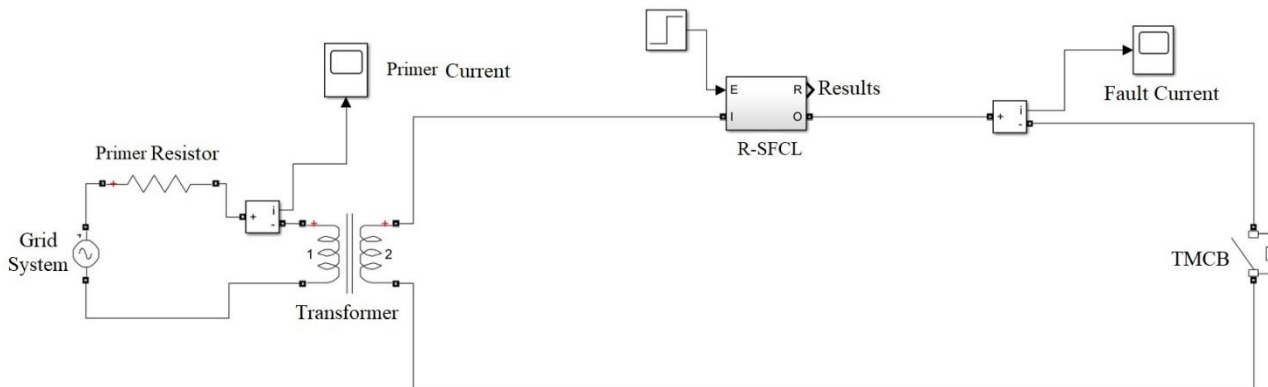 Primer Current
E
R
Results
I
O
R-SFCL
+
i
-
Fault Current
Primer Resistor
+
+
i
-
+
1
+
2
Grid
System
Transformer
TMCB